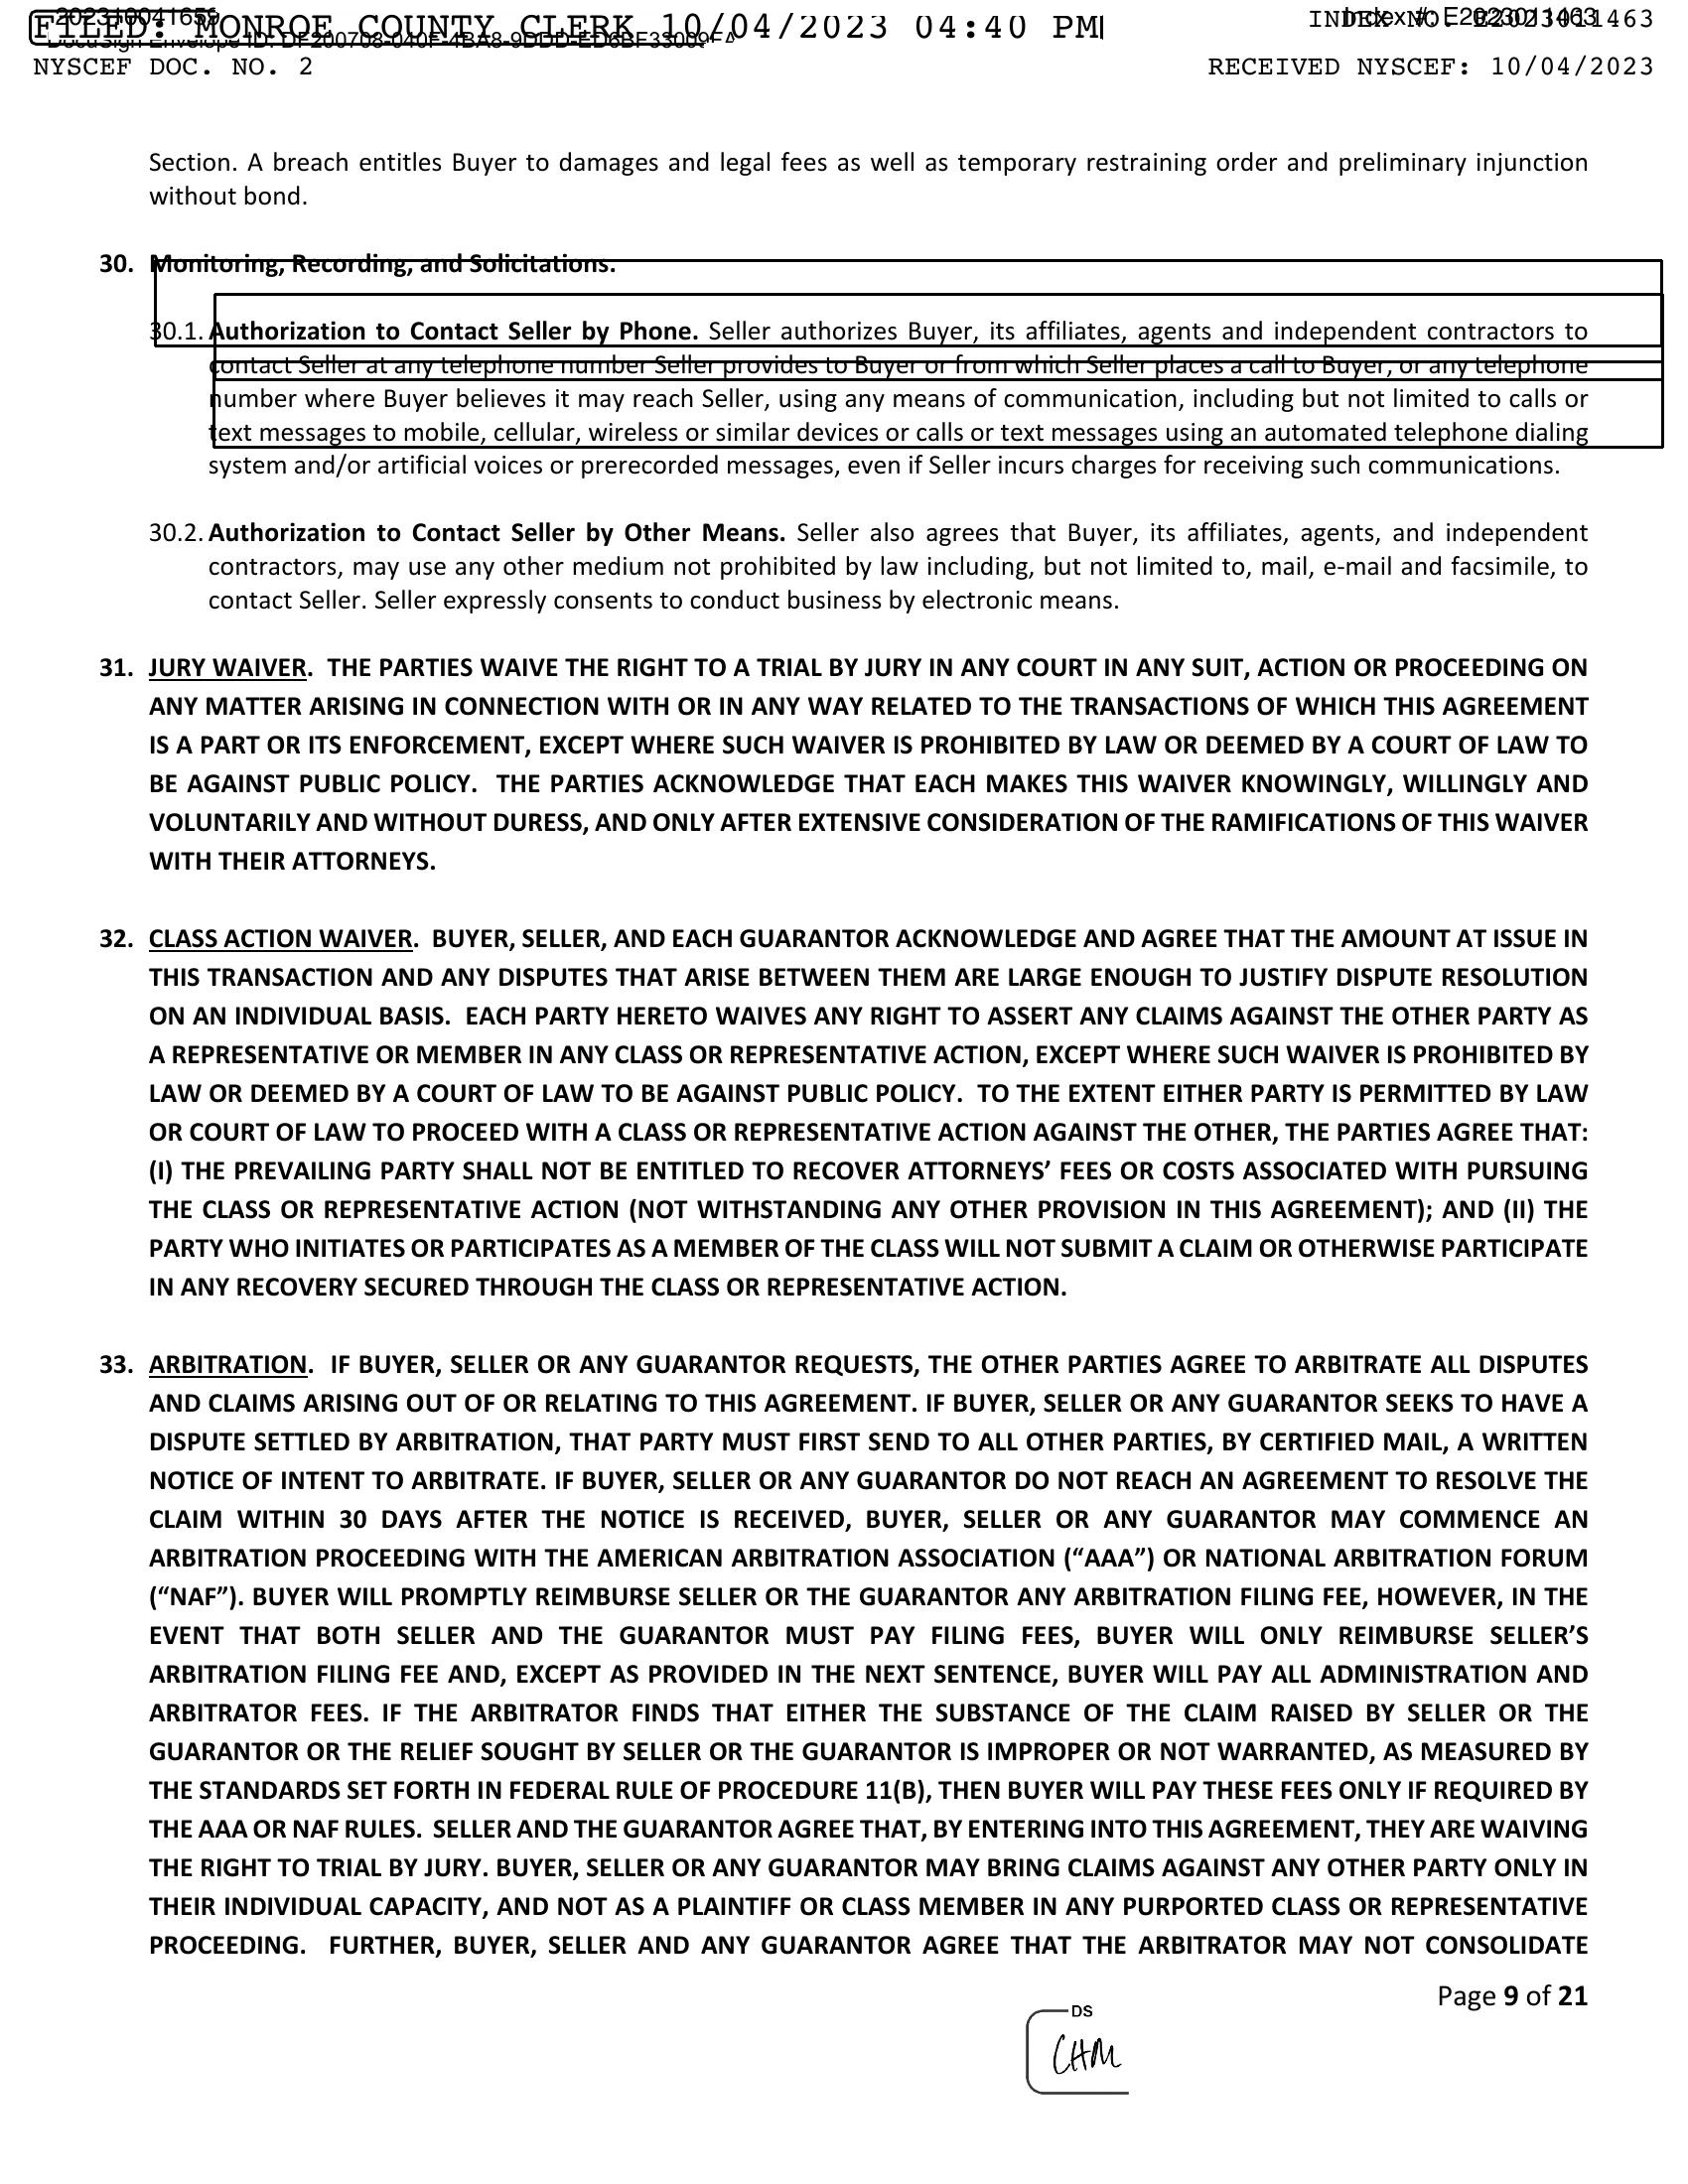 202310041659
Index #: E2023011463
FILED: MONROE COUNTY CLERK 10/04/2023 04:40 PM
INDEX NO. E2023011463
DocuSign Envelope ID:
NYSCEF DOC. NO. 2
RECEIVED NYSCEF: 10/04/2023
Section. A breach entitles Buyer to damages and legal fees as well as temporary restraining order and preliminary injunction
without bond.
30. Monitoring, Recording, and Solicitations.
30.1. Authorization to Contact Seller by Phone. Seller authorizes Buyer, its affiliates, agents and independent contractors to
contact Seller at any telephone number Seller provides to Buyer or from which Seller places a call to Buyer, or any telephone
number where Buyer believes it may reach Seller, using any means of communication, including but not limited to calls or
text messages to mobile, cellular, wireless or similar devices or calls or text messages using an automated telephone dialing
system and/or artificial voices or prerecorded messages, even if Seller incurs charges for receiving such communications.
30.2. Authorization to Contact Seller by Other Means. Seller also agrees that Buyer, its affiliates, agents, and independent
contractors, may use any other medium not prohibited by law including, but not limited to, mail, e-mail and facsimile, to
contact Seller. Seller expressly consents to conduct business by electronic means.
31. JURY WAIVER. THE PARTIES WAIVE THE RIGHT TO A TRIAL BY JURY IN ANY COURT IN ANY SUIT, ACTION OR PROCEEDING ON
ANY MATTER ARISING IN CONNECTION WITH OR IN ANY WAY RELATED TO THE TRANSACTIONS OF WHICH THIS AGREEMENT
IS A PART OR ITS ENFORCEMENT, EXCEPT WHERE SUCH WAIVER IS PROHIBITED BY LAW OR DEEMED BY A COURT OF LAW TO
BE AGAINST PUBLIC POLICY. THE PARTIES ACKNOWLEDGE THAT EACH MAKES THIS WAIVER KNOWINGLY, WILLINGLY AND
VOLUNTARILY AND WITHOUT DURESS, AND ONLY AFTER EXTENSIVE CONSIDERATION OF THE RAMIFICATIONS OF THIS WAIVER
WITH THEIR ATTORNEYS.
32. CLASS ACTION WAIVER. BUYER, SELLER, AND EACH GUARANTOR ACKNOWLEDGE AND AGREE THAT THE AMOUNT AT ISSUE IN
THIS TRANSACTION AND ANY DISPUTES THAT ARISE BETWEEN THEM ARE LARGE ENOUGH TO JUSTIFY DISPUTE RESOLUTION
ON AN INDIVIDUAL BASIS. EACH PARTY HERETO WAIVES ANY RIGHT TO ASSERT ANY CLAIMS AGAINST THE OTHER PARTY AS
A REPRESENTATIVE OR MEMBER IN ANY CLASS OR REPRESENTATIVE ACTION, EXCEPT WHERE SUCH WAIVER IS PROHIBITED BY
LAW OR DEEMED BY A COURT OF LAW TO BE AGAINST PUBLIC POLICY. TO THE EXTENT EITHER PARTY IS PERMITTED BY LAW
OR COURT OF LAW TO PROCEED WITH A CLASS OR REPRESENTATIVE ACTION AGAINST THE OTHER, THE PARTIES AGREE THAT:
(I) THE PREVAILING PARTY SHALL NOT BE ENTITLED TO RECOVER ATTORNEYS’ FEES OR COSTS ASSOCIATED WITH PURSUING
THE CLASS OR REPRESENTATIVE ACTION (NOT WITHSTANDING ANY OTHER PROVISION IN THIS AGREEMENT); AND (II) THE
PARTY WHO INITIATES OR PARTICIPATES AS A MEMBER OF THE CLASS WILL NOT SUBMIT A CLAIM OR OTHERWISE PARTICIPATE
IN ANY RECOVERY SECURED THROUGH THE CLASS OR REPRESENTATIVE ACTION.
33. ARBITRATION. IF BUYER, SELLER OR ANY GUARANTOR REQUESTS, THE OTHER PARTIES AGREE TO ARBITRATE ALL DISPUTES
AND CLAIMS ARISING OUT OF OR RELATING TO THIS AGREEMENT. IF BUYER, SELLER OR ANY GUARANTOR SEEKS TO HAVE A
DISPUTE SETTLED BY ARBITRATION, THAT PARTY MUST FIRST SEND TO ALL OTHER PARTIES, BY CERTIFIED MAIL, A WRITTEN
NOTICE OF INTENT TO ARBITRATE. IF BUYER, SELLER OR ANY GUARANTOR DO NOT REACH AN AGREEMENT TO RESOLVE THE
CLAIM WITHIN 30 DAYS AFTER THE NOTICE IS RECEIVED, BUYER, SELLER OR ANY GUARANTOR MAY COMMENCE AN
ARBITRATION PROCEEDING WITH THE AMERICAN ARBITRATION ASSOCIATION (“AAA”) OR NATIONAL ARBITRATION FORUM
(“NAF”). BUYER WILL PROMPTLY REIMBURSE SELLER OR THE GUARANTOR ANY ARBITRATION FILING FEE, HOWEVER, IN THE
EVENT THAT BOTH SELLER AND THE GUARANTOR MUST PAY FILING FEES, BUYER WILL ONLY REIMBURSE SELLER’S
ARBITRATION FILING FEE AND, EXCEPT AS PROVIDED IN THE NEXT SENTENCE, BUYER WILL PAY ALL ADMINISTRATION AND
ARBITRATOR FEES. IF THE ARBITRATOR FINDS THAT EITHER THE SUBSTANCE OF THE CLAIM RAISED BY SELLER OR THE
GUARANTOR OR THE RELIEF SOUGHT BY SELLER OR THE GUARANTOR IS IMPROPER OR NOT WARRANTED, AS MEASURED BY
THE STANDARDS SET FORTH IN FEDERAL RULE OF PROCEDURE 11(B), THEN BUYER WILL PAY THESE FEES ONLY IF REQUIRED BY
THE AAA OR NAF RULES. SELLER AND THE GUARANTOR AGREE THAT, BY ENTERING INTO THIS AGREEMENT, THEY ARE WAIVING
THE RIGHT TO TRIAL BY JURY. BUYER, SELLER OR ANY GUARANTOR MAY BRING CLAIMS AGAINST ANY OTHER PARTY ONLY IN
THEIR INDIVIDUAL CAPACITY, AND NOT AS A PLAINTIFF OR CLASS MEMBER IN ANY PURPORTED CLASS OR REPRESENTATIVE
PROCEEDING. FURTHER, BUYER, SELLER AND ANY GUARANTOR AGREE THAT THE ARBITRATOR MAY NOT CONSOLIDATE
Page 9 of 21
DS
CHM